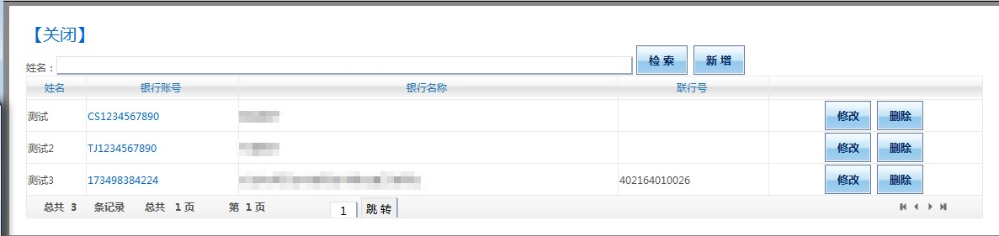 【关闭】
姓名： 检 索 新 增
姓名 银行账号 银行名称 联行号
测试 CS1234567890 修改 删除
测试2 TJ1234567890 修改 删除
测试3 173498384224 402164010026 修改 删除
总共 3 条记录 总共 1 页 第 1 页 1 跳 转